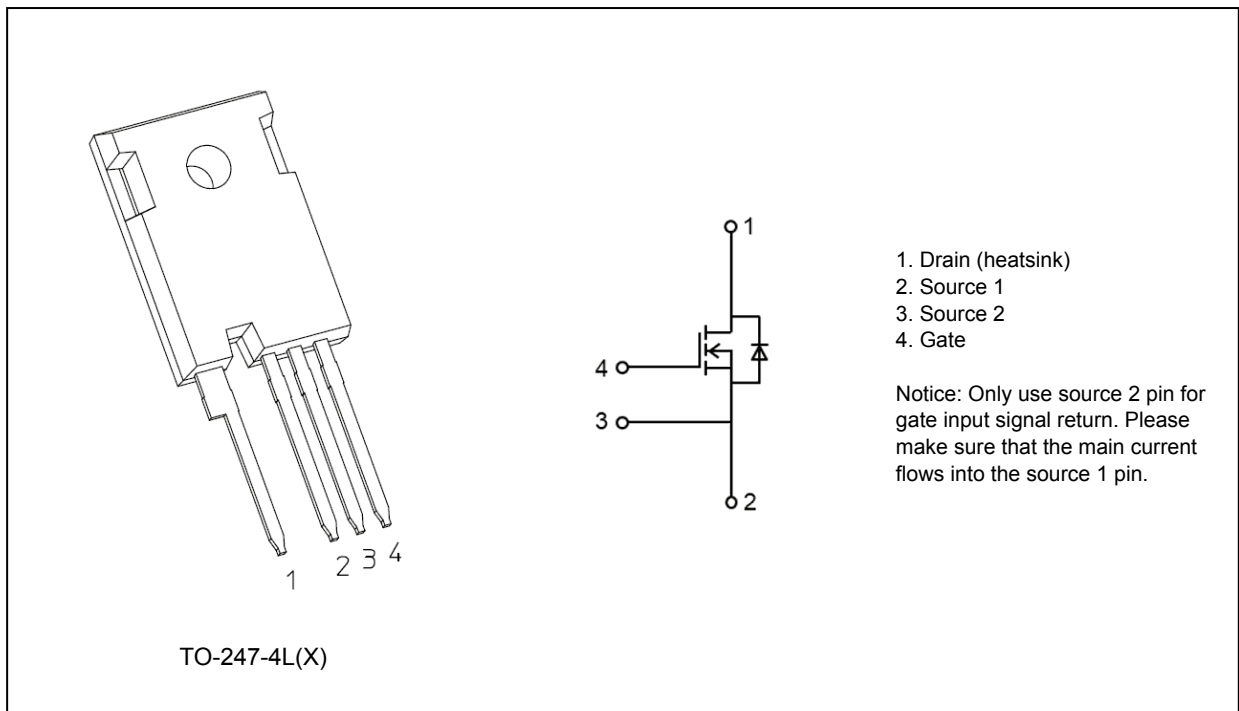 1
2
3
4
TO-247-4L(X)
1
4
3
2
1. Drain (heatsink)
2. Source 1
3. Source 2
4. Gate
Notice: Only use source 2 pin for
gate input signal return. Please
make sure that the main current
flows into the source 1 pin.